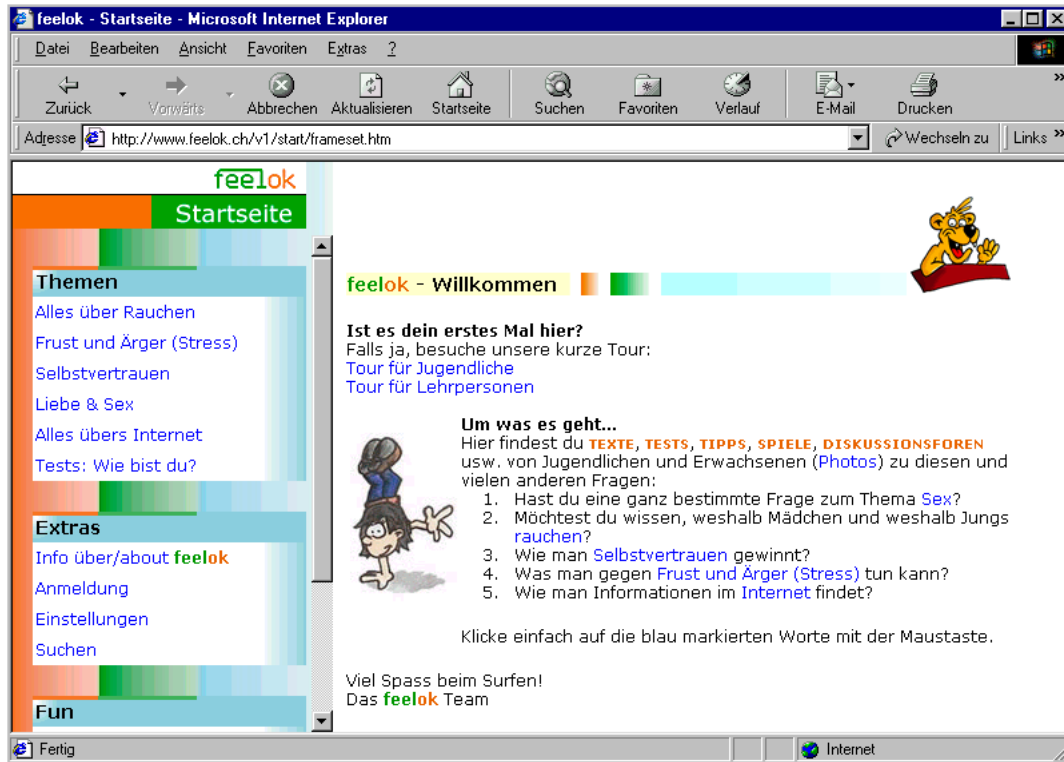 feelok - Startseite - Microsoft Internet Explorer
Datei Bearbeiten Ansicht Favoriten Extras ?
Zurück Vorwärts Abbrechen Aktualisieren Startseite Suchen Favoriten Verlauf E-Mail Drucken »
Adresse http://www.feelok.ch/v1/start/frameset.htm Wechseln zu Links »
feelok
Startseite
Themen
Alles über Rauchen
Frust und Ärger (Stress)
Selbstvertrauen
Liebe & Sex
Alles übers Internet
Tests: Wie bist du?
Extras
Info über/about feelok
Anmeldung
Einstellungen
Suchen
Fun
feelok - Willkommen
Ist es dein erstes Mal hier?
Falls ja, besuche unsere kurze Tour:
Tour für Jugendliche
Tour für Lehrpersonen
Um was es geht...
Hier findest du TEXTE, TESTS, TIPPS, SPIELE, DISKUSSIONSFOREN
usw. von Jugendlichen und Erwachsenen (Photos) zu diesen und
vielen anderen Fragen:
1. Hast du eine ganz bestimmte Frage zum Thema Sex?
2. Möchtest du wissen, weshalb Mädchen und weshalb Jungs
rauchen?
3. Wie man Selbstvertrauen gewinnt?
4. Was man gegen Frust und Ärger (Stress) tun kann?
5. Wie man Informationen im Internet findet?
Klicke einfach auf die blau markierten Worte mit der Maustaste.
Viel Spass beim Surfen!
Das feelok Team
Fertig Internet